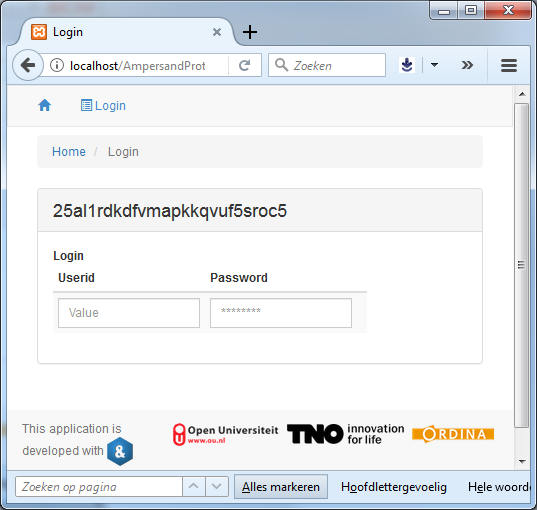 Login
localhost/AmpersandProt
Zoeken
Login
Home / Login
25al1rdkdfvmapkkqvuf5sroc5
Login
Userid Password
Value ********
This application is
developed with &
Open Universiteit
www.ou.nl
TNO innovation
for life
ORDINA
Zoeken op pagina Alles markeren Hoofdlettergevoelig Hele woorde